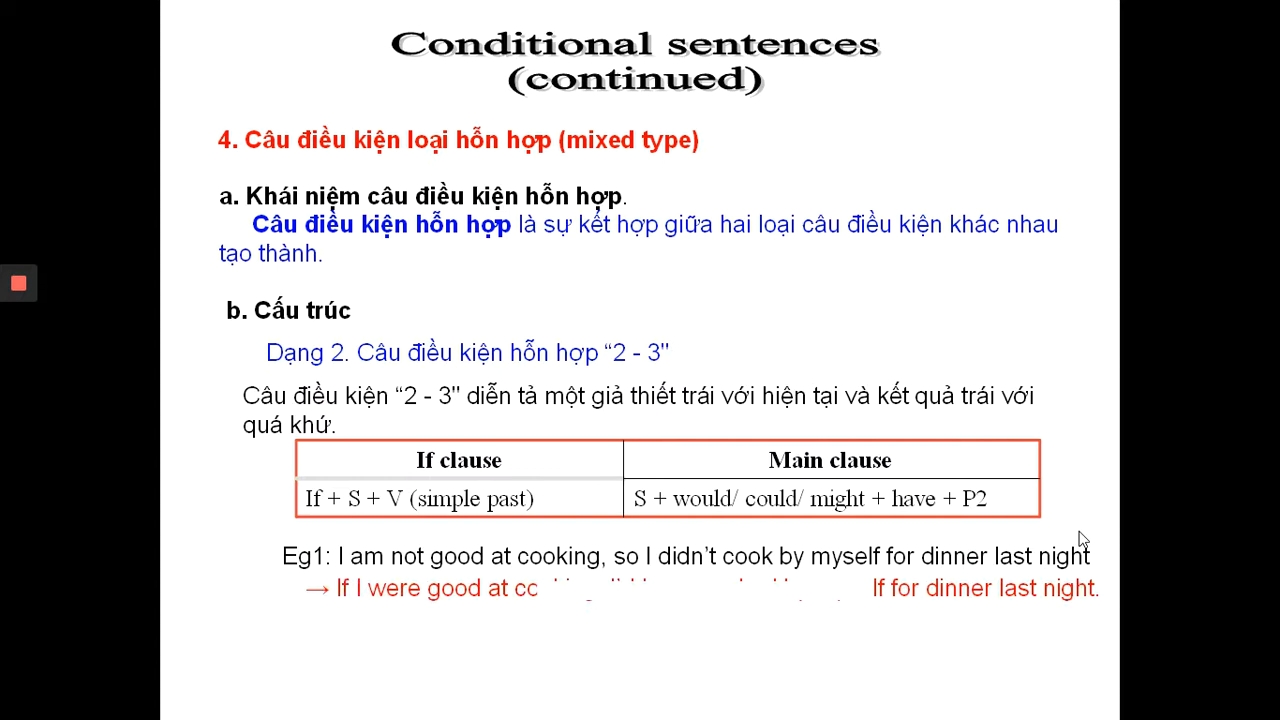 Conditional sentences
(continued)
4. Câu điều kiện loại hỗn hợp (mixed type)
a. Khái niệm câu điều kiện hỗn hợp.
Câu điều kiện hỗn hợp là sự kết hợp giữa hai loại câu điều kiện khác nhau
tạo thành.
b. Cấu trúc
Dạng 2. Câu điều kiện hỗn hợp “2 - 3"
Câu điều kiện “2 - 3" diễn tả một giả thiết trái với hiện tại và kết quả trái với
quá khứ.
If clause Main clause
If + S + V (simple past) S + would/ could/ might + have + P2
Eg1: I am not good at cooking, so I didn’t cook by myself for dinner last night
→ If I were good at for dinner last night.